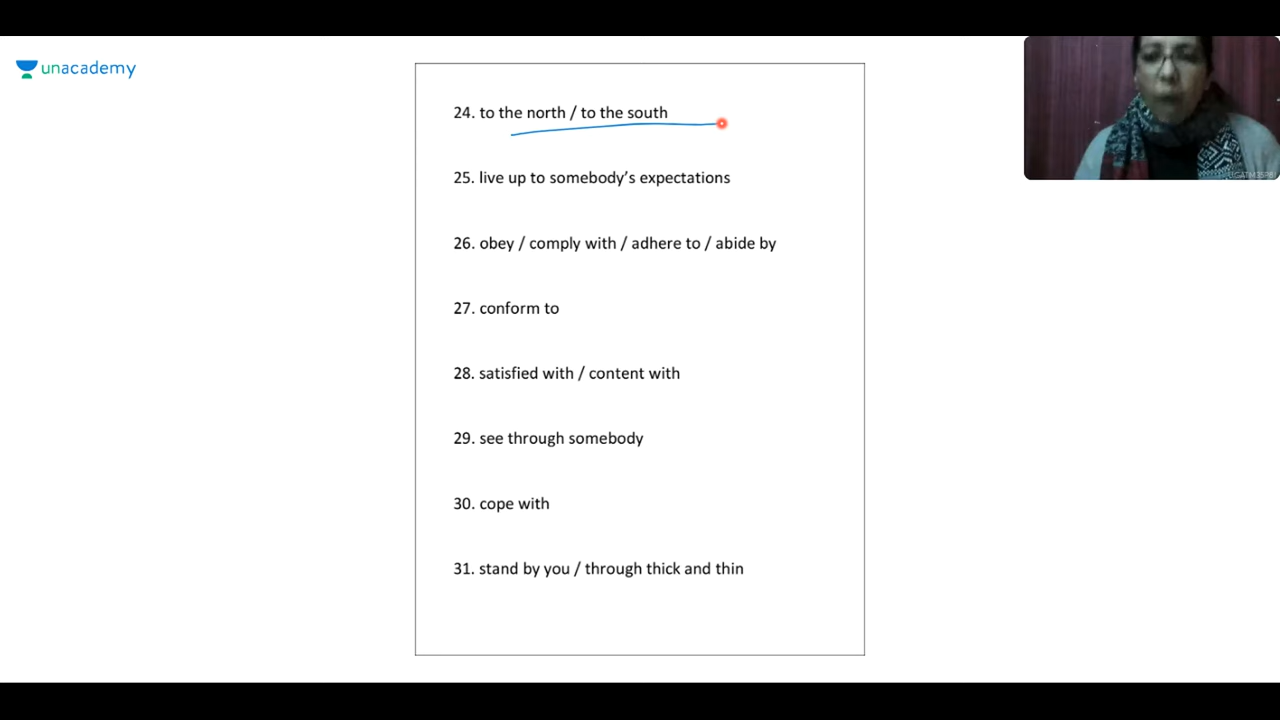 unacademy
24. to the north / to the south
25. live up to somebody's expectations
26. obey / comply with / adhere to / abide by
27. conform to
28. satisfied with / content with
29. see through somebody
30. cope with
31. stand by you / through thick and thin